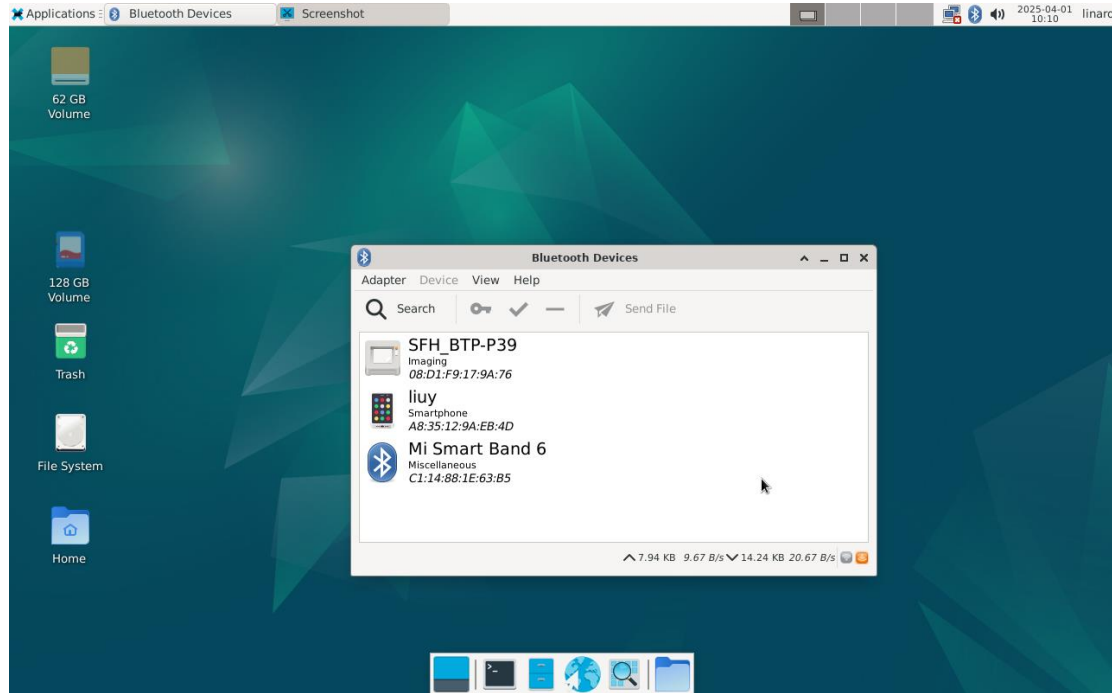 Applications
Bluetooth Devices
Screenshot
2025-04-01
10:10
linaro
62 GB
Volume
128 GB
Volume
Trash
File System
Home
Bluetooth Devices
Adapter Device View Help
Search
Send File
SFH_BTP-P39
Imaging
08:D1:F9:17:9A:76
liuy
Smartphone
A8:35:12:9A:EB:4D
Mi Smart Band 6
Miscellaneous
C1:14:88:1E:63:B5
7.94 KB 9.67 B/s 14.24 KB 20.67 B/s